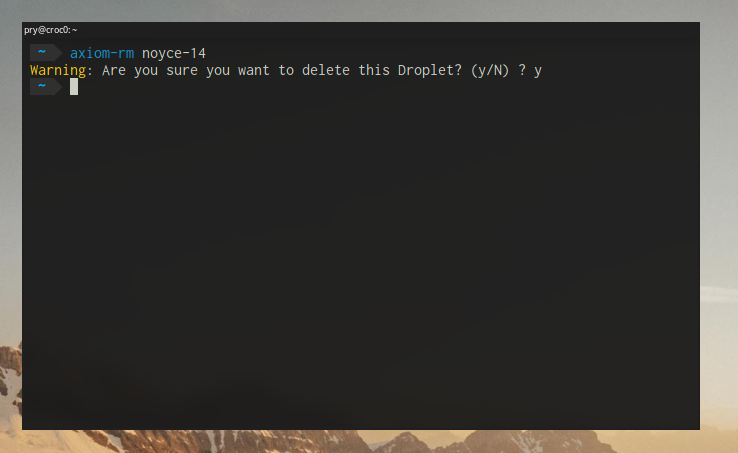 pry@croc0: ~
~ axiom-rm noyce-14
Warning: Are you sure you want to delete this Droplet? (y/N) ? y
~